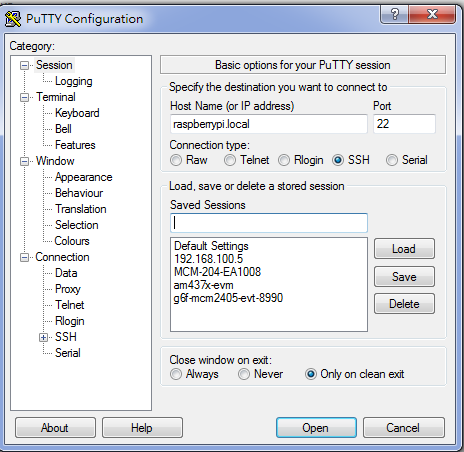 PuTTY Configuration
Category:
Session
Logging
Terminal
Keyboard
Bell
Features
Window
Appearance
Behaviour
Translation
Selection
Colours
Connection
Data
Proxy
Telnet
Rlogin
SSH
Serial
Basic options for your PuTTY session
Specify the destination you want to connect to
Host Name (or IP address) Port
raspberrypi.local 22
Connection type:
Raw Telnet Rlogin SSH Serial
Load, save or delete a stored session
Saved Sessions
Default Settings
192.168.100.5
MCM-204-EA1008
am437x-evm
g6f-mcm2405-evt-8990
Load
Save
Delete
Close window on exit:
Always Never Only on clean exit
About Help Open Cancel